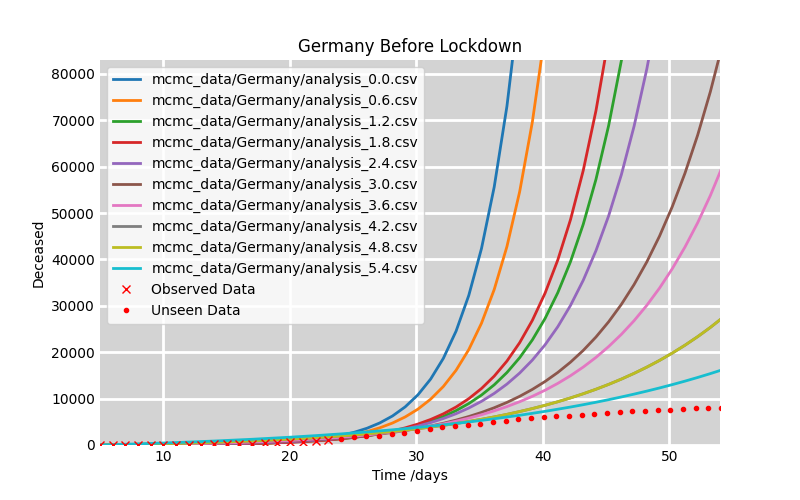 Germany Before Lockdown
80000
70000
60000
50000
40000
30000
20000
10000
0
Deceased
mcmc_data/Germany/analysis_0.0.csv
mcmc_data/Germany/analysis_0.6.csv
mcmc_data/Germany/analysis_1.2.csv
mcmc_data/Germany/analysis_1.8.csv
mcmc_data/Germany/analysis_2.4.csv
mcmc_data/Germany/analysis_3.0.csv
mcmc_data/Germany/analysis_3.6.csv
mcmc_data/Germany/analysis_4.2.csv
mcmc_data/Germany/analysis_4.8.csv
mcmc_data/Germany/analysis_5.4.csv
Observed Data
Unseen Data
10 20 30 40 50
Time /days